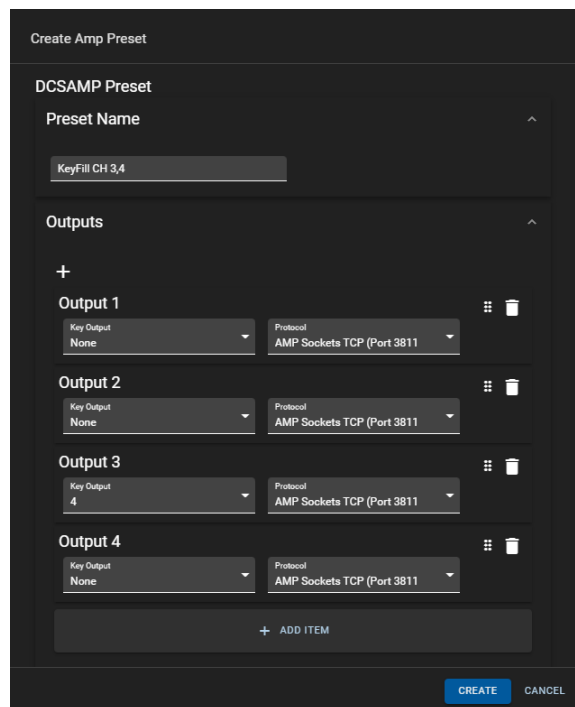 Create Amp Preset
DCSAMP Preset
Preset Name
KeyFill CH 3,4
Outputs
+
Output 1
Key Output
None
Protocol
AMP Sockets TCP (Port 3811
Output 2
Key Output
None
Protocol
AMP Sockets TCP (Port 3811
Output 3
Key Output
4
Protocol
AMP Sockets TCP (Port 3811
Output 4
Key Output
None
Protocol
AMP Sockets TCP (Port 3811
+ ADD ITEM
CREATE CANCEL